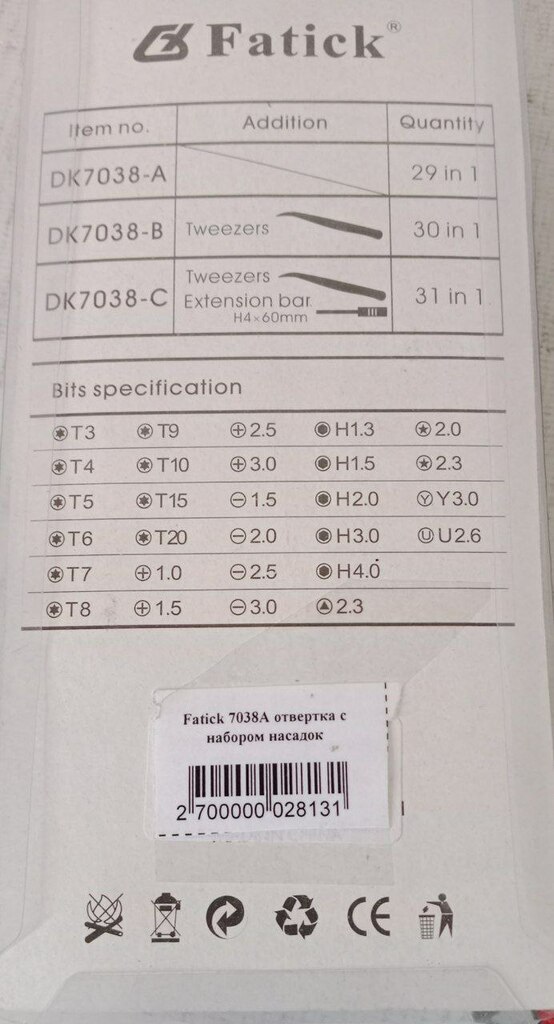 Fatick®
Item no. Addition Quantity
DK7038-A 29 in 1
DK7038-B Tweezers 30 in 1
DK7038-C Tweezers Extension bar H4×60mm 31 in 1
Bits specification
T3 T9 ⊕2.5 H1.3 2.0
T4 T10 ⊕3.0 H1.5 2.3
T5 T15 ⊖1.5 H2.0 Ⓨ Y3.0
T6 T20 ⊖2.0 H3.0 Ⓤ U2.6
T7 ⊕1.0 ⊖2.5 H4.0
T8 ⊕1.5 ⊖3.0 2.3
Fatick 7038A отвертка с
набором насадок
2 700000 028131
CE